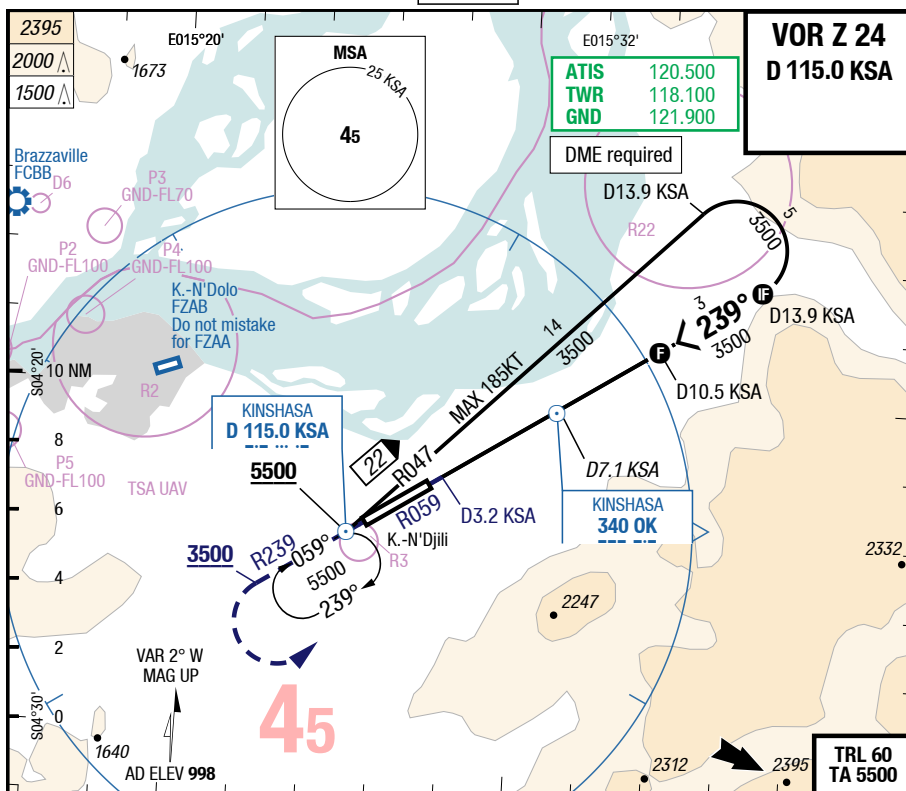 2395
2000
1500
E015°20'
1673
MSA
25 KSA
45
E015°32'
ATIS 120.500
TWR 118.100
GND 121.900
DME required
VOR Z 24
D 115.0 KSA
Brazzaville
FCBB
D6
P3
GND-FL70
P2
GND-FL100
P4
GND-FL100
K.-N'Dolo
FZAB
Do not mistake
for FZAA
R22
D13.9 KSA
5
3500
IF
D13.9 KSA
3
239°
3500
F
D10.5 KSA
14
3500
MAX 185KT
S04°20'
10 NM
R2
8
KINSHASA
D 115.0 KSA
5500
22
R047
R059
D7.1 KSA
D3.2 KSA
KINSHASA
340 OK
P5
GND-FL100
TSA UAV
6
K.-N'Djili
R3
3500
R239
059°
5500
239°
2332
4
2247
2
VAR 2° W
MAG UP
S04°30'
0
45
1640
AD ELEV 998
2312
2395
TRL 60
TA 5500